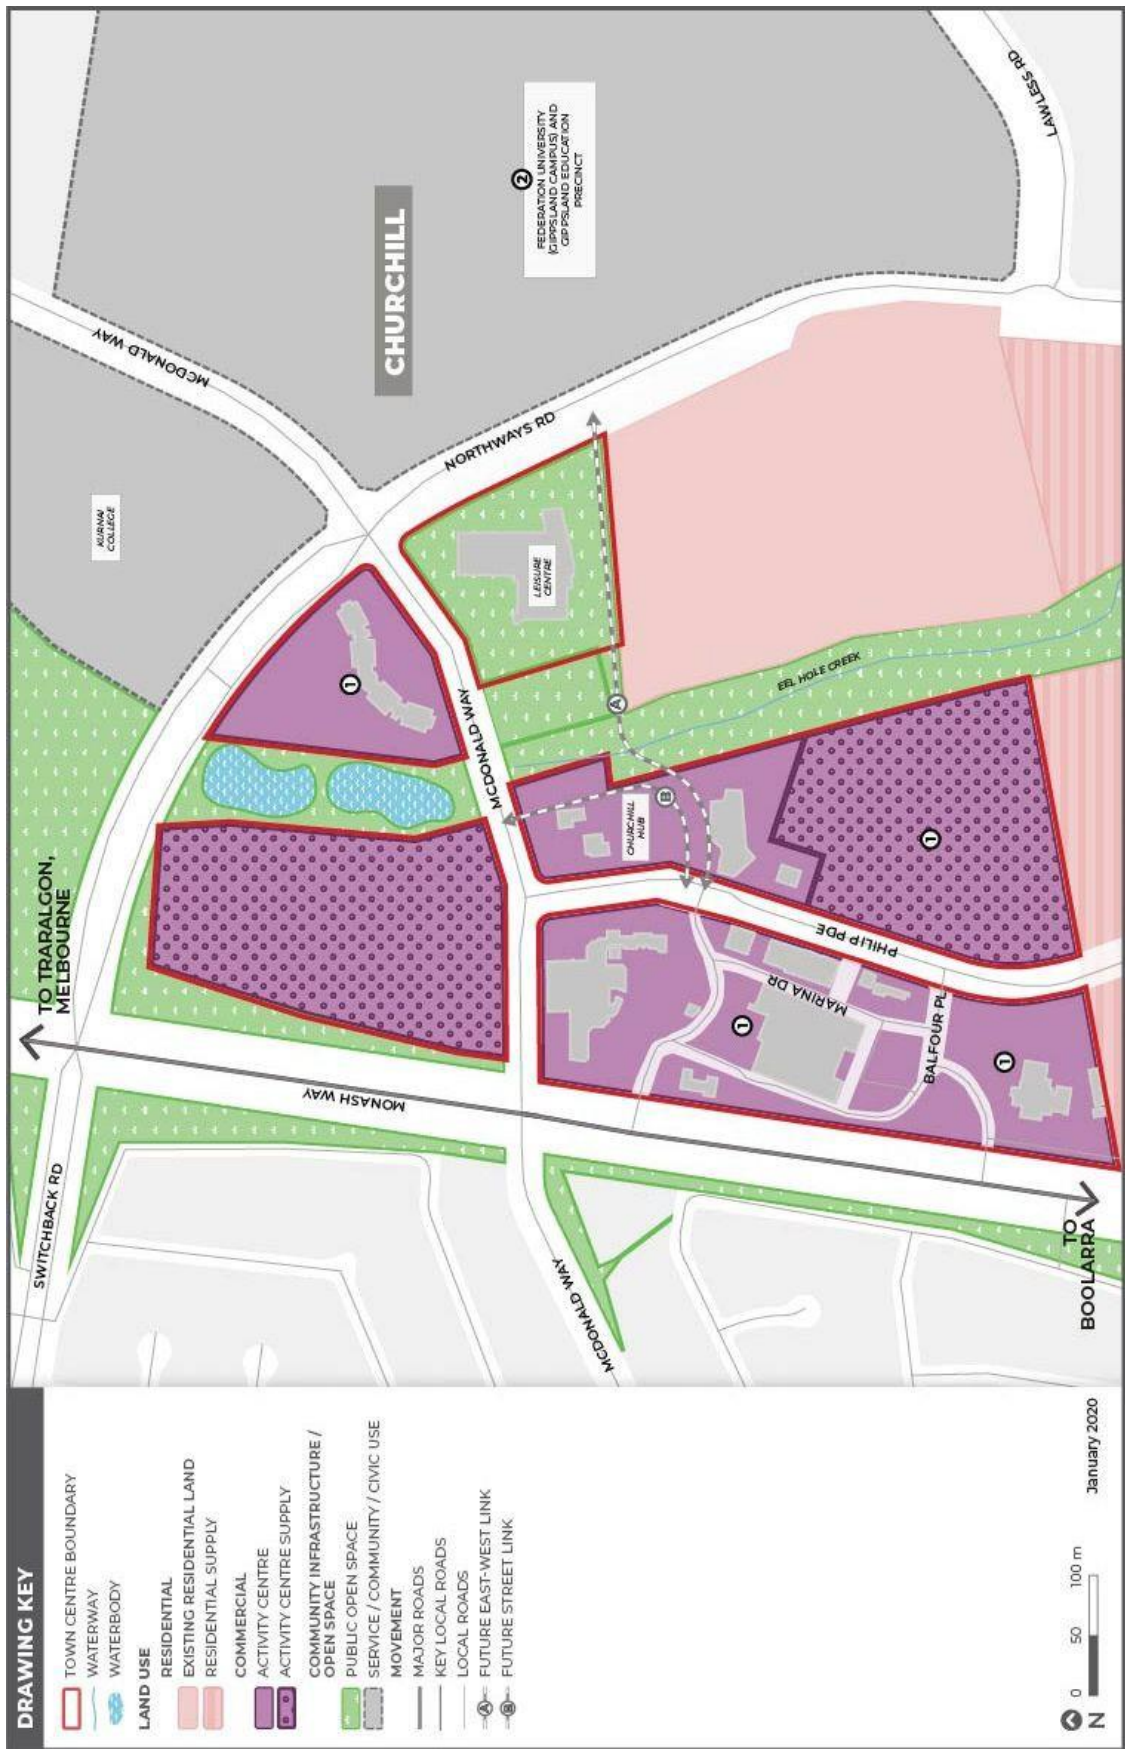 DRAWING KEY
TOWN CENTRE BOUNDARY
WATERWAY
WATERBODY
LAND USE
RESIDENTIAL
EXISTING RESIDENTIAL LAND
RESIDENTIAL SUPPLY
COMMERCIAL
ACTIVITY CENTRE
ACTIVITY CENTRE SUPPLY
COMMUNITY INFRASTRUCTURE /
OPEN SPACE
PUBLIC OPEN SPACE
SERVICE / COMMUNITY / CIVIC USE
MOVEMENT
MAJOR ROADS
KEY LOCAL ROADS
LOCAL ROADS
A FUTURE EAST-WEST LINK
B FUTURE STREET LINK
N
0 50 100 m
January 2020
SWITCHBACK RD
TO TRARALGON,
MELBOURNE
MONASH WAY
MCDONALD WAY
TO
BOOLARRA
KURNAI
COLLEGE
MCDONALD WAY
CHURCHILL
2
FEDERATION UNIVERSITY
(GIPPSLAND CAMPUS) AND
GIPPSLAND EDUCATION
PRECINCT
LAWLESS RD
NORTHWAYS RD
LEISURE
CENTRE
1
MCDONALD WAY
A
EEL HOLE CREEK
B
CHURCHILL
HUB
1
PHILIP PDE
MARINA DR
1
BALFOUR PL
1